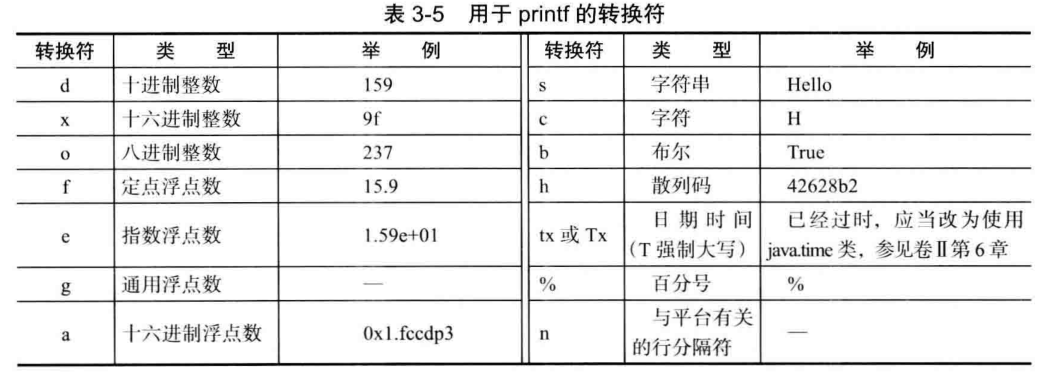 表 3-5 用于 printf 的转换符
转换符 类 型 举 例 转换符 类 型 举 例
d 十进制整数 159 s 字符串 Hello
x 十六进制整数 9f c 字符 H
o 八进制整数 237 b 布尔 True
f 定点浮点数 15.9 h 散列码 42628b2
e 指数浮点数 1.59e+01 tx 或 Tx 日期时间（T 强制大写） 已经过时，应当改为使用 java.time 类，参见卷Ⅱ第 6 章
g 通用浮点数 — % 百分号 %
a 十六进制浮点数 0x1.fccdp3 n 与平台有关的行分隔符 —